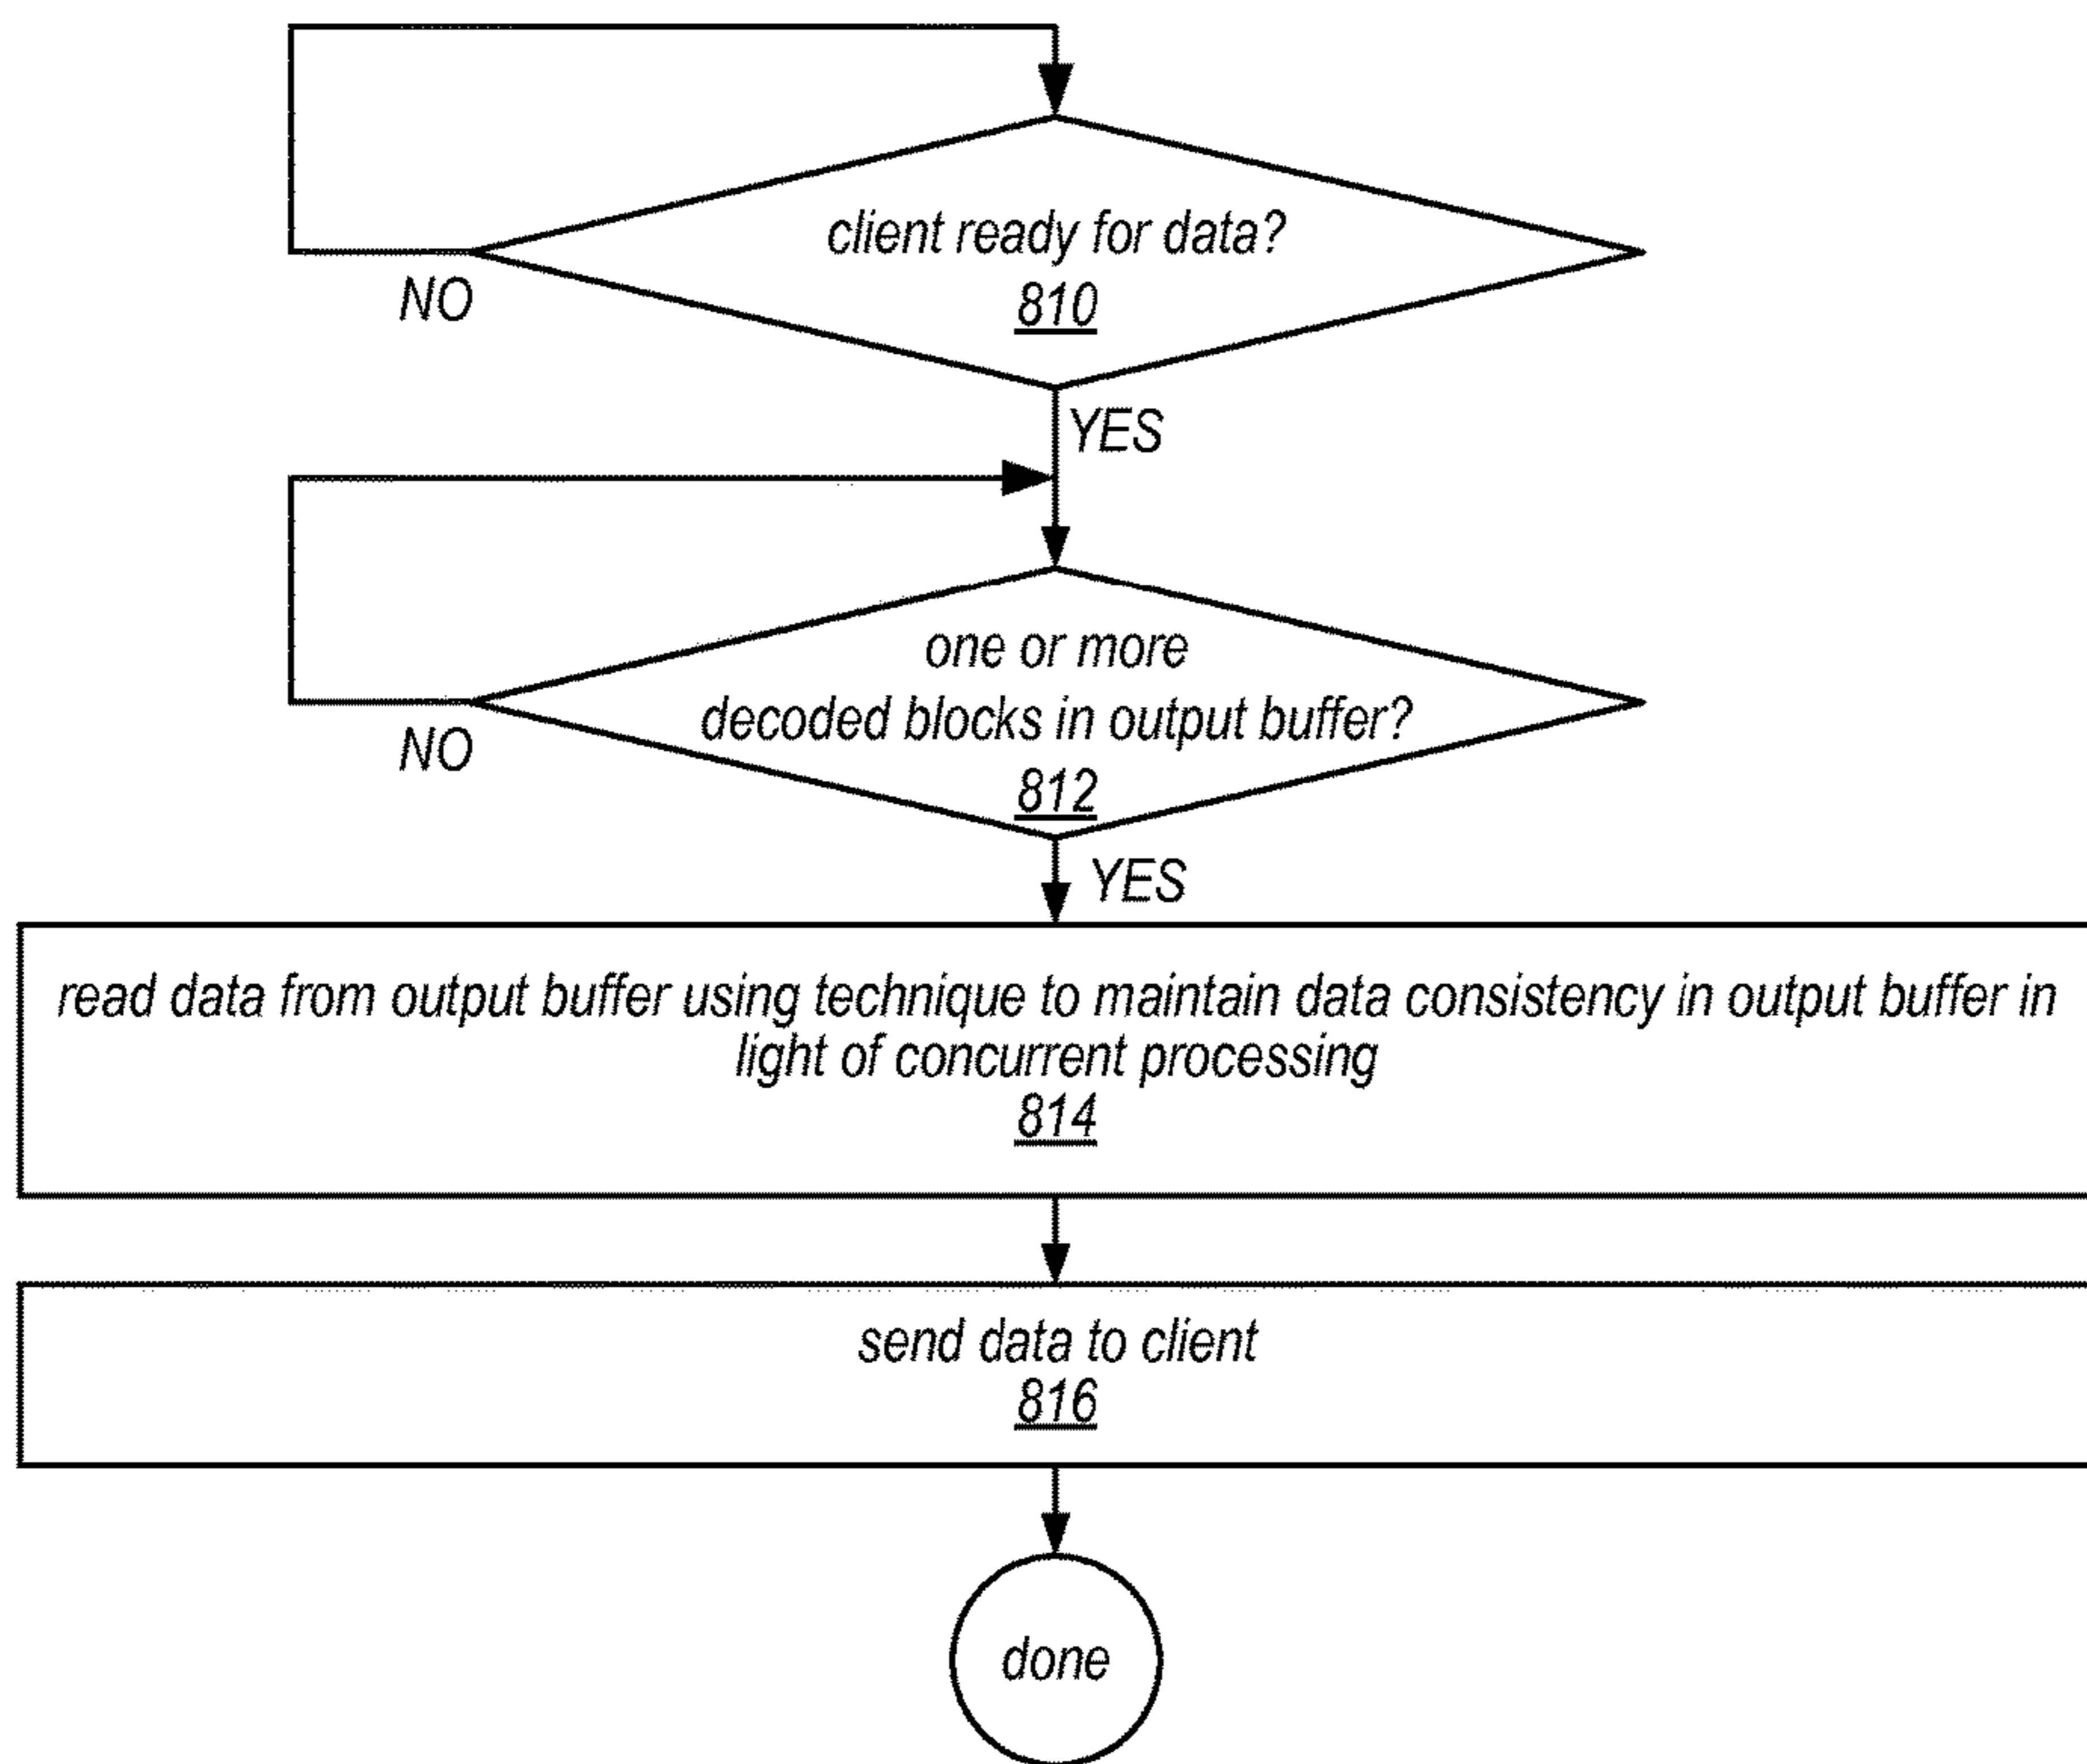 client ready for data?
810
NO
YES
one or more
decoded blocks in output buffer?
812
NO
YES
read data from output buffer using technique to maintain data consistency in output buffer in
light of concurrent processing
814
send data to client
816
done